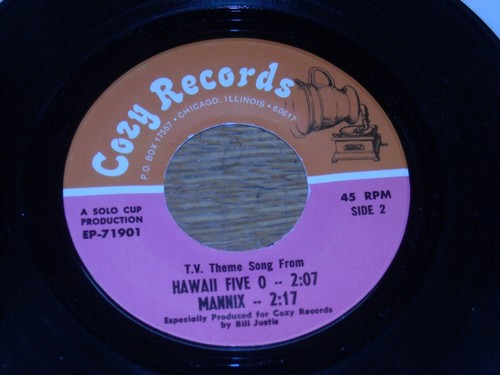 Cozy Records
P.O. BOX 17557 • CHICAGO, ILLINOIS • 60617
45 RPM
SIDE 2
A SOLO CUP
PRODUCTION
EP-71901
T.V. Theme Song From
HAWAII FIVE O -- 2:07
MANNIX -- 2:17
Especially Produced for Cozy Records
by Bill Justis